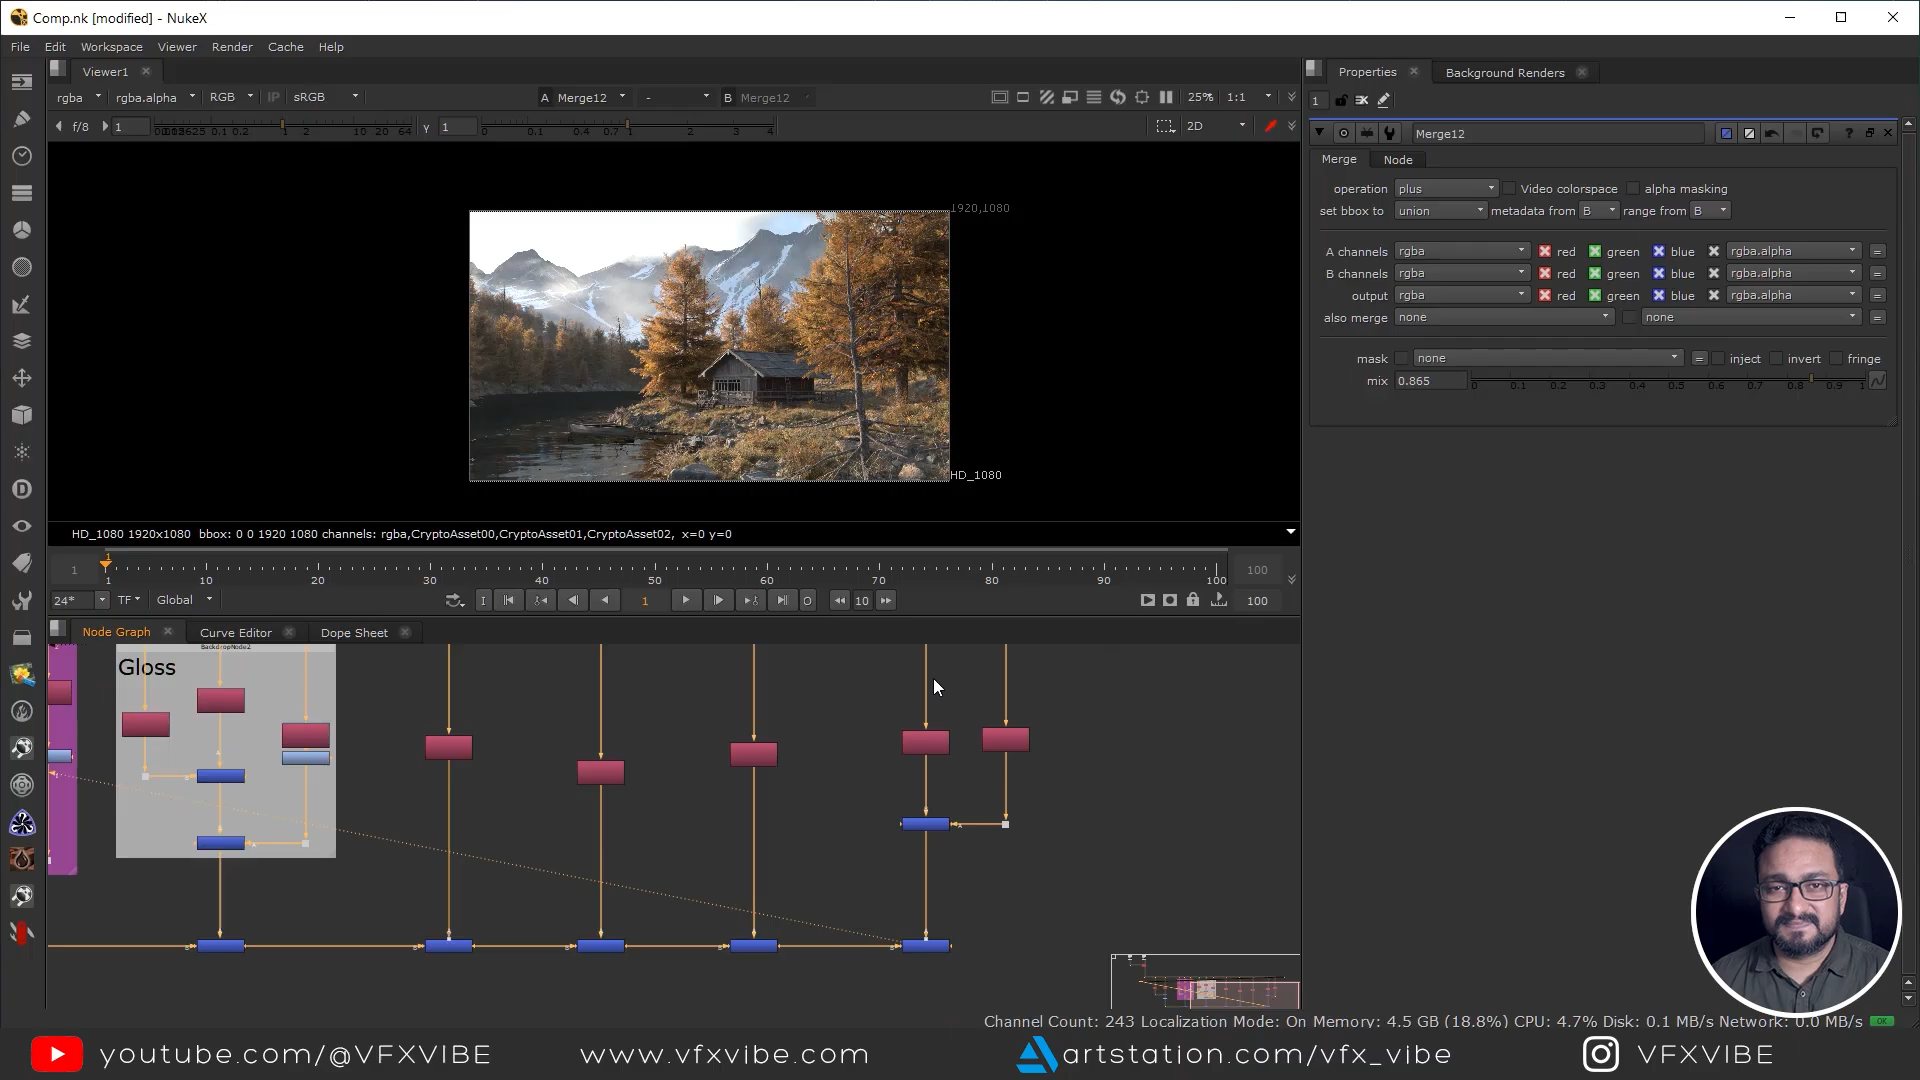 Comp.nk [modified] - NukeX
File Edit Workspace Viewer Render Cache Help
Viewer1
rgba rgba.alpha RGB IP sRGB A Merge12 - B Merge12 25% 1:1
f/8 1 1 2 10 20 64 γ 1 0 0.1 0.4 0.7 1 2 3 4 2D
1920,1080
HD_1080
HD_1080 1920x1080 bbox: 0 0 1920 1080 channels: rgba,CryptoAsset00,CryptoAsset01,CryptoAsset02, x=0 y=0
1
1 1 10 20 30 40 50 60 70 80 90 100 100
24* TF Global I 1 O 10 100
Node Graph Curve Editor Dope Sheet
BackdropNode2
Gloss
Properties Background Renders
1
Merge12
Merge Node
operation plus Video colorspace alpha masking
set bbox to union metadata from B range from B
A channels rgba red green blue rgba.alpha =
B channels rgba red green blue rgba.alpha =
output rgba red green blue rgba.alpha =
also merge none none =
mask none = inject invert fringe
mix 0.865 0 0.1 0.2 0.3 0.4 0.5 0.6 0.7 0.8 0.9 1
Channel Count: 243 Localization Mode: On Memory: 4.5 GB (18.8%) CPU: 4.7% Disk: 0.1 MB/s Network: 0.0 MB/s OK
youtube.com/@VFXVIBE www.vfxvibe.com artstation.com/vfx_vibe VFXVIBE